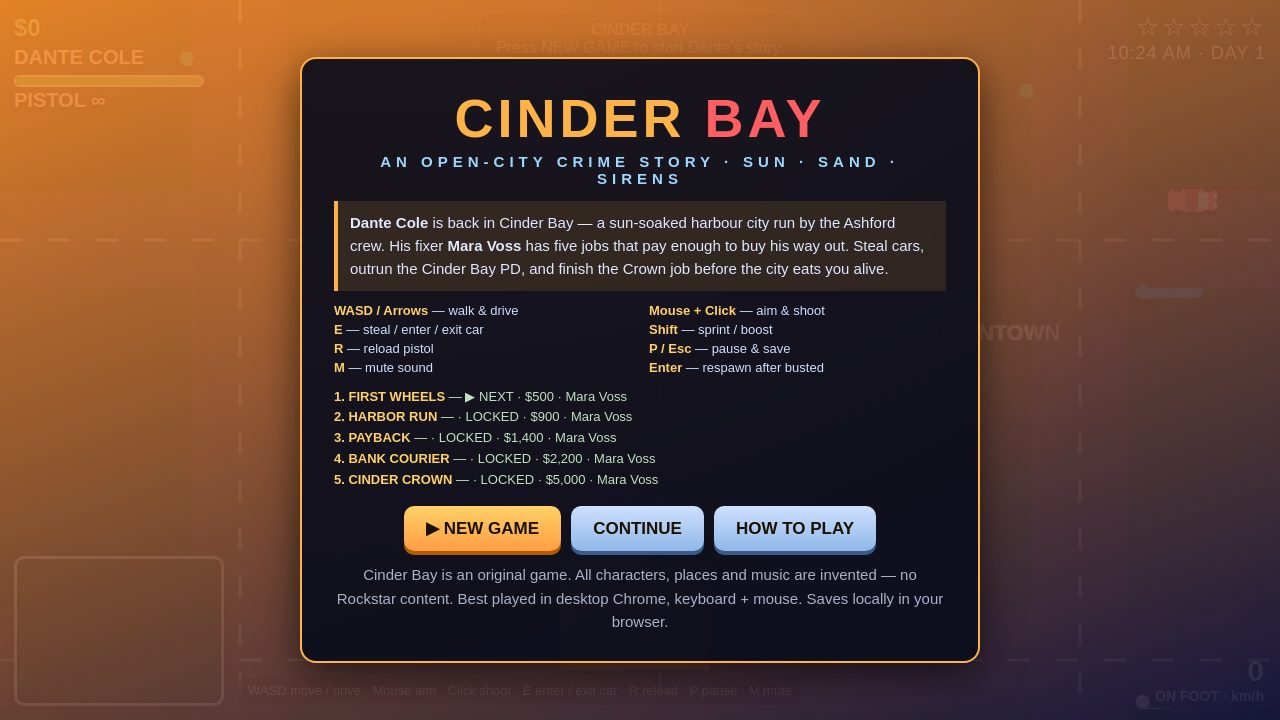 $0
DANTE COLE
PISTOL ∞
CINDER BAY
Press NEW GAME to start Dante's story.
☆☆☆☆☆
10:24 AM · DAY 1
CINDER BAY
AN OPEN-CITY CRIME STORY · SUN · SAND ·
SIRENS
Dante Cole is back in Cinder Bay — a sun-soaked harbour city run by the Ashford
crew. His fixer Mara Voss has five jobs that pay enough to buy his way out. Steal cars,
outrun the Cinder Bay PD, and finish the Crown job before the city eats you alive.
WASD / Arrows — walk & drive
Mouse + Click — aim & shoot
E — steal / enter / exit car
Shift — sprint / boost
R — reload pistol
P / Esc — pause & save
M — mute sound
Enter — respawn after busted
DOWNTOWN
1. FIRST WHEELS — ▶ NEXT · $500 · Mara Voss
2. HARBOR RUN — · LOCKED · $900 · Mara Voss
3. PAYBACK — · LOCKED · $1,400 · Mara Voss
4. BANK COURIER — · LOCKED · $2,200 · Mara Voss
5. CINDER CROWN — · LOCKED · $5,000 · Mara Voss
▶ NEW GAME
CONTINUE
HOW TO PLAY
Cinder Bay is an original game. All characters, places and music are invented — no
Rockstar content. Best played in desktop Chrome, keyboard + mouse. Saves locally in your
browser.
WASD move / drive · Mouse aim · Click shoot · E enter / exit car · R reload · P pause · M mute
0
ON FOOT · km/h